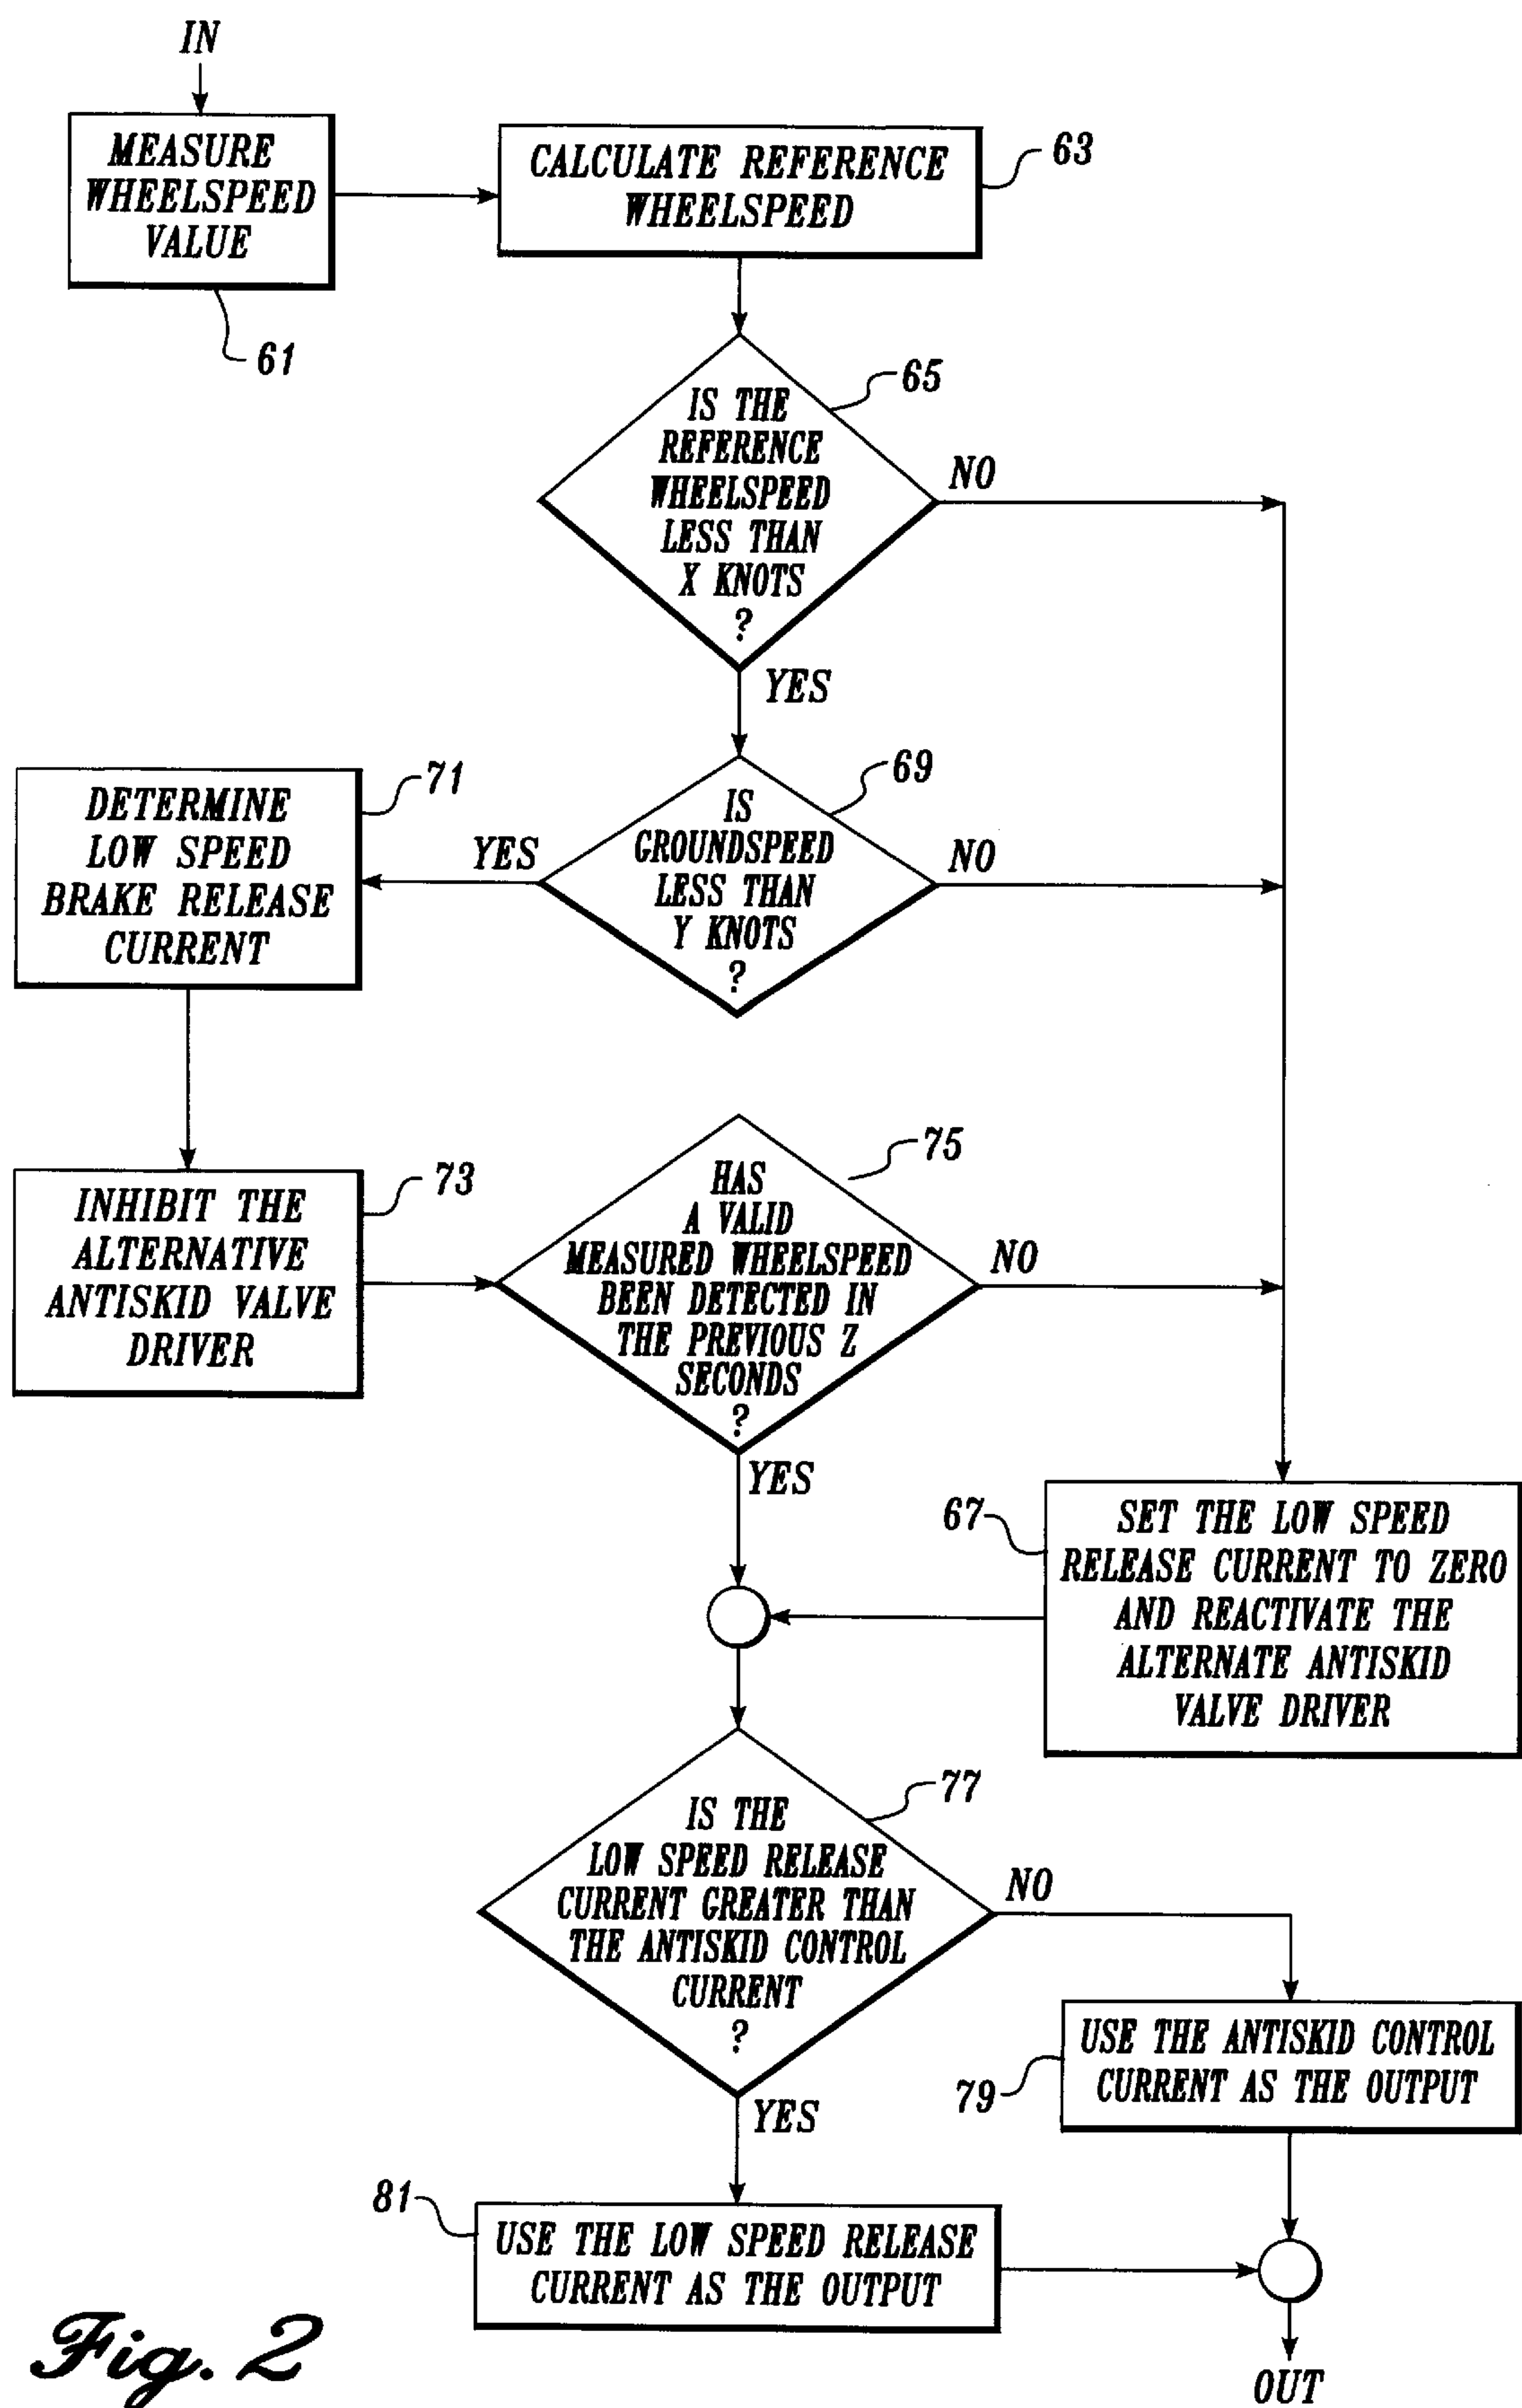 IN
MEASURE
WHEELSPEED
VALUE
61
CALCULATE REFERENCE
WHEELSPEED
63
IS THE
REFERENCE
WHEELSPEED
LESS THAN
X KNOTS
?
65
NO
YES
IS
GROUNDSPEED
LESS THAN
Y KNOTS
?
69
NO
YES
DETERMINE
LOW SPEED
BRAKE RELEASE
CURRENT
71
INHIBIT THE
ALTERNATIVE
ANTISKID VALVE
DRIVER
73
HAS
A VALID
MEASURED WHEELSPEED
BEEN DETECTED IN
THE PREVIOUS Z
SECONDS
?
75
NO
YES
67
SET THE LOW SPEED
RELEASE CURRENT TO ZERO
AND REACTIVATE THE
ALTERNATE ANTISKID
VALVE DRIVER
IS THE
LOW SPEED RELEASE
CURRENT GREATER THAN
THE ANTISKID CONTROL
CURRENT
?
77
NO
YES
79
USE THE ANTISKID CONTROL
CURRENT AS THE OUTPUT
81
USE THE LOW SPEED RELEASE
CURRENT AS THE OUTPUT
OUT
Fig. 2